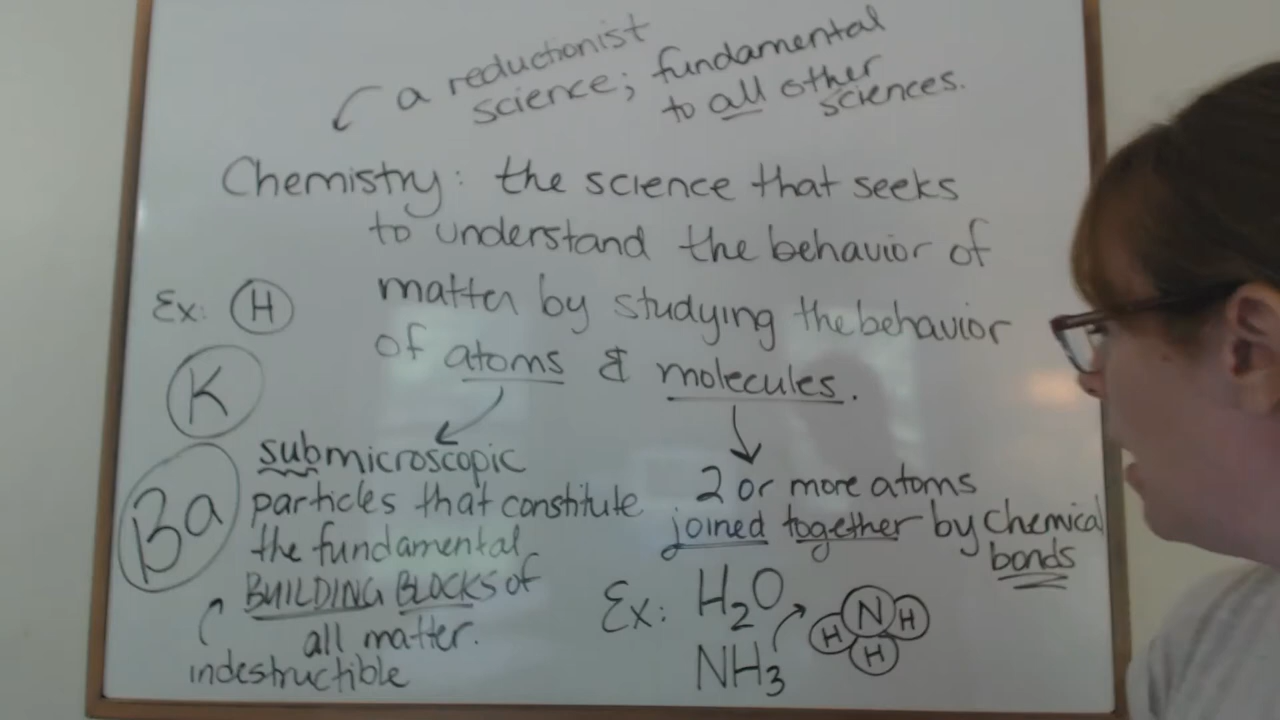 a reductionist
science; fundamental
to all other
sciences.
Chemistry: the science that seeks
to understand the behavior of
matter by studying the behavior
of atoms & molecules.
Ex: H
K
Ba
submicroscopic
particles that constitute
the fundamental
BUILDING BLOCKS of
all matter.
indestructible
2 or more atoms
joined together by chemical
bonds
Ex: H₂O
NH₃
N H
H H